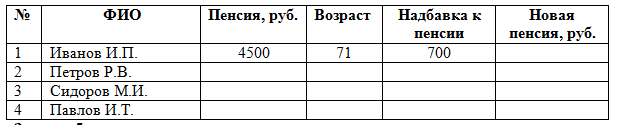 № ФИО Пенсия, руб. Возраст Надбавка к пенсии Новая пенсия, руб.
1 Иванов И.П. 4500 71 700
2 Петров Р.В.
3 Сидоров М.И.
4 Павлов И.Т.